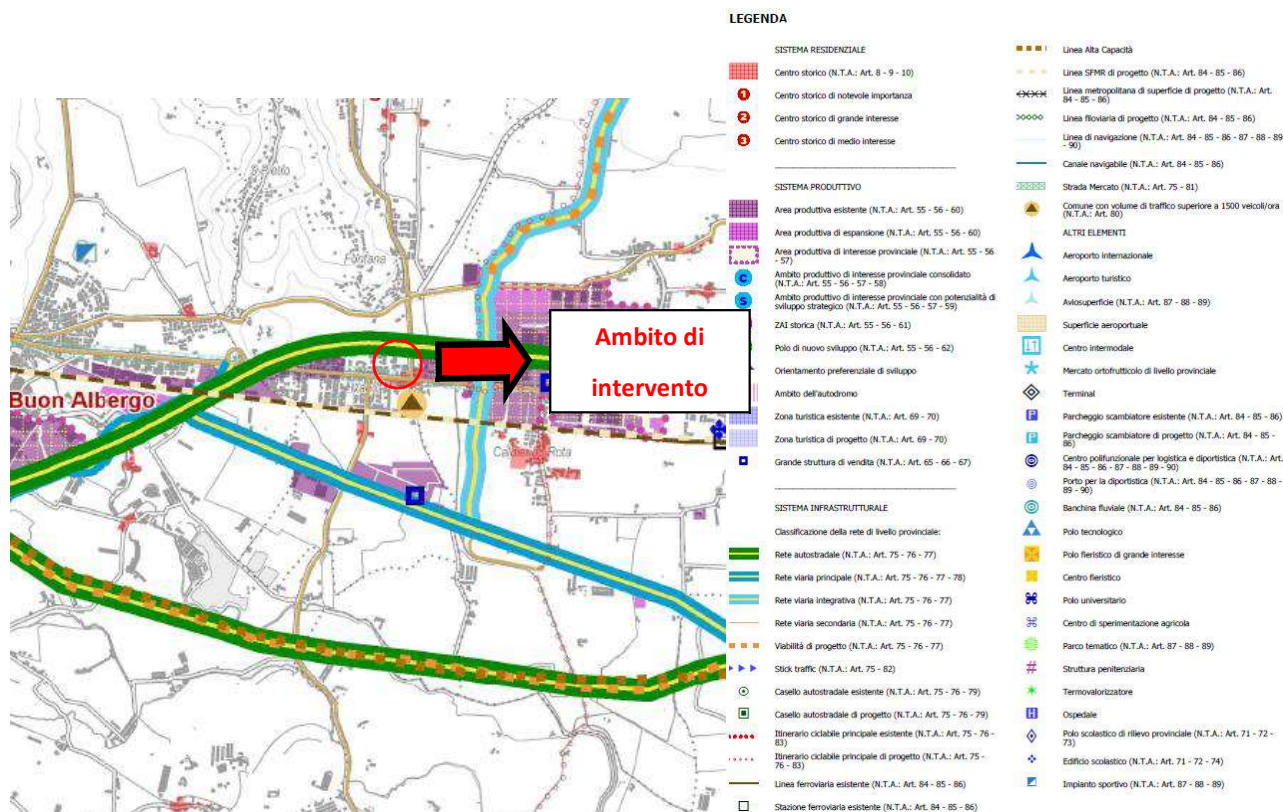 LEGENDA
SISTEMA RESIDENZIALE
Centro storico (N.T.A.: Art. 8 - 9 - 10)
1
Centro storico di notevole importanza
2
Centro storico di grande interesse
3
Centro storico di medio interesse
SISTEMA PRODUTTIVO
Area produttiva esistente (N.T.A.: Art. 55 - 56 - 60)
Area produttiva di espansione (N.T.A.: Art. 55 - 56 - 60)
Area produttiva di interesse provinciale (N.T.A.: Art. 55 - 56
- 57)
C
Ambito produttivo di interesse provinciale consolidato
(N.T.A.: Art. 55 - 56 - 57 - 58)
S
Ambito produttivo di interesse provinciale con potenzialità di
sviluppo strategico (N.T.A.: Art. 55 - 56 - 57 - 59)
ZAI storica (N.T.A.: Art. 55 - 56 - 61)
Polo di nuovo sviluppo (N.T.A.: Art. 55 - 56 - 62)
Orientamento preferenziale di sviluppo
Ambito dell'autodromo
Zona turistica esistente (N.T.A.: Art. 69 - 70)
Zona turistica di progetto (N.T.A.: Art. 69 - 70)
Grande struttura di vendita (N.T.A.: Art. 65 - 66 - 67)
SISTEMA INFRASTRUTTURALE
Classificazione della rete di livello provinciale:
Rete autostradale (N.T.A.: Art. 75 - 76 - 77)
Rete viaria principale (N.T.A.: Art. 75 - 76 - 77 - 78)
Rete viaria integrativa (N.T.A.: Art. 75 - 76 - 77)
Rete viaria secondaria (N.T.A.: Art. 75 - 76 - 77)
Viabilità di progetto (N.T.A.: Art. 75 - 76 - 77)
Stick traffic (N.T.A.: Art. 75 - 82)
Casello autostradale esistente (N.T.A.: Art. 75 - 76 - 79)
Casello autostradale di progetto (N.T.A.: Art. 75 - 76 - 79)
Itinerario ciclabile principale esistente (N.T.A.: Art. 75 - 76 -
83)
Itinerario ciclabile principale di progetto (N.T.A.: Art. 75 -
76 - 83)
Linea ferroviaria esistente (N.T.A.: Art. 84 - 85 - 86)
Stazione ferroviaria esistente (N.T.A.: Art. 84 - 85 - 86)
Linea Alta Capacità
Linea SFMR di progetto (N.T.A.: Art. 84 - 85 - 86)
Linea metropolitana di superficie di progetto (N.T.A.: Art.
84 - 85 - 86)
Linea filoviaria di progetto (N.T.A.: Art. 84 - 85 - 86)
Linea di navigazione (N.T.A.: Art. 84 - 85 - 86 - 87 - 88 - 89
- 90)
Canale navigabile (N.T.A.: Art. 84 - 85 - 86)
Strada Mercato (N.T.A.: Art. 75 - 81)
Comune con volume di traffico superiore a 1500 veicoli/ora
(N.T.A.: Art. 80)
ALTRI ELEMENTI
Aeroporto internazionale
Aeroporto turistico
Aviosuperficie (N.T.A.: Art. 87 - 88 - 89)
Superficie aeroportuale
Centro intermodale
Mercato ortofrutticolo di livello provinciale
Terminal
P
Parcheggio scambiatore esistente (N.T.A.: Art. 84 - 85 - 86)
P
Parcheggio scambiatore di progetto (N.T.A.: Art. 84 - 85 -
86)
Centro polifunzionale per logistica e diportistica (N.T.A.: Art.
84 - 85 - 86 - 87 - 88 - 89 - 90)
Porto per la diportistica (N.T.A.: Art. 84 - 85 - 86 - 87 - 88 -
89 - 90)
Banchina fluviale (N.T.A.: Art. 84 - 85 - 86)
Polo tecnologico
Polo fieristico di grande interesse
Centro fieristico
Polo universitario
Centro di sperimentazione agricola
Parco tematico (N.T.A.: Art. 87 - 88 - 89)
#
Struttura penitenziaria
Termovalorizzatore
H
Ospedale
Polo scolastico di rilievo provinciale (N.T.A.: Art. 71 - 72 -
73)
Edificio scolastico (N.T.A.: Art. 71 - 72 - 74)
Impianto sportivo (N.T.A.: Art. 87 - 88 - 89)
Fontana
Ambito di
intervento
Buon Albergo
Rota